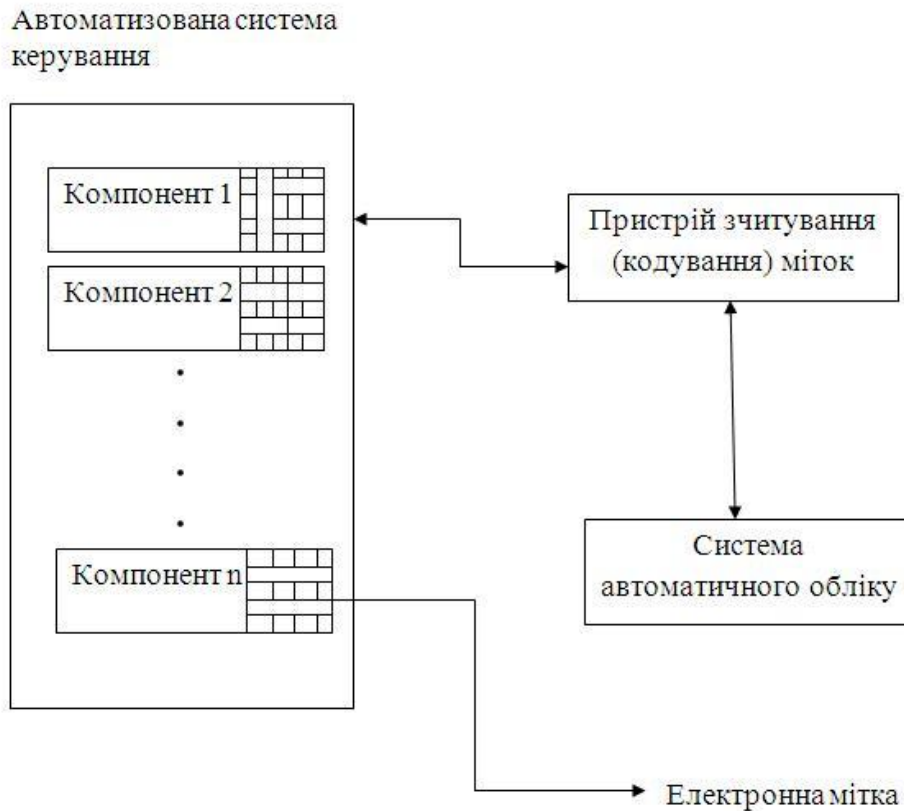 Автоматизована система
керування
Компонент 1
Компонент 2
Компонент n
Пристрій зчитування
(кодування) міток
Система
автоматичного обліку
Електронна мітка